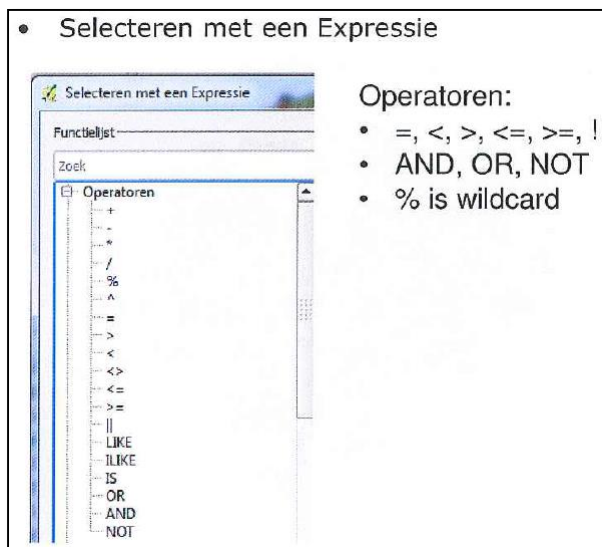 • Selecteren met een Expressie
Selecteren met een Expressie
Functielijst
Zoek
Operatoren
+
-
*
/
%
^
=
>
<
<>
<=
>=
||
LIKE
ILIKE
IS
OR
AND
NOT
Operatoren:
• =, <, >, <=, >=, !
• AND, OR, NOT
• % is wildcard